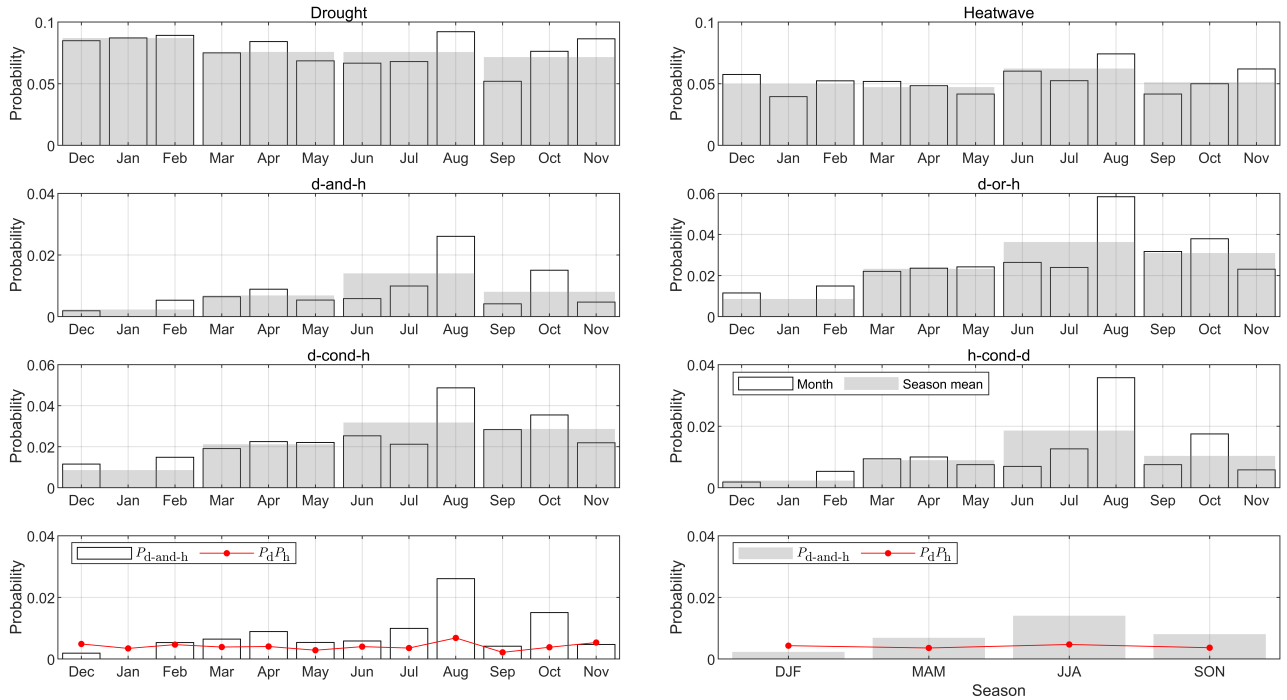 Drought
Probability
0.1
0.05
0
Dec Jan Feb Mar Apr May Jun Jul Aug Sep Oct Nov
Heatwave
Probability
0.1
0.05
0
Dec Jan Feb Mar Apr May Jun Jul Aug Sep Oct Nov
d-and-h
Probability
0.04
0.02
0
Dec Jan Feb Mar Apr May Jun Jul Aug Sep Oct Nov
d-or-h
Probability
0.06
0.04
0.02
0
Dec Jan Feb Mar Apr May Jun Jul Aug Sep Oct Nov
d-cond-h
Probability
0.06
0.04
0.02
0
Dec Jan Feb Mar Apr May Jun Jul Aug Sep Oct Nov
h-cond-d
Probability
0.04
0.02
0
Month Season mean
Dec Jan Feb Mar Apr May Jun Jul Aug Sep Oct Nov
Probability
0.04
0.02
0
P_d-and-h P_dP_h
Dec Jan Feb Mar Apr May Jun Jul Aug Sep Oct Nov
Probability
0.04
0.02
0
P_d-and-h P_dP_h
DJF MAM JJA SON
Season